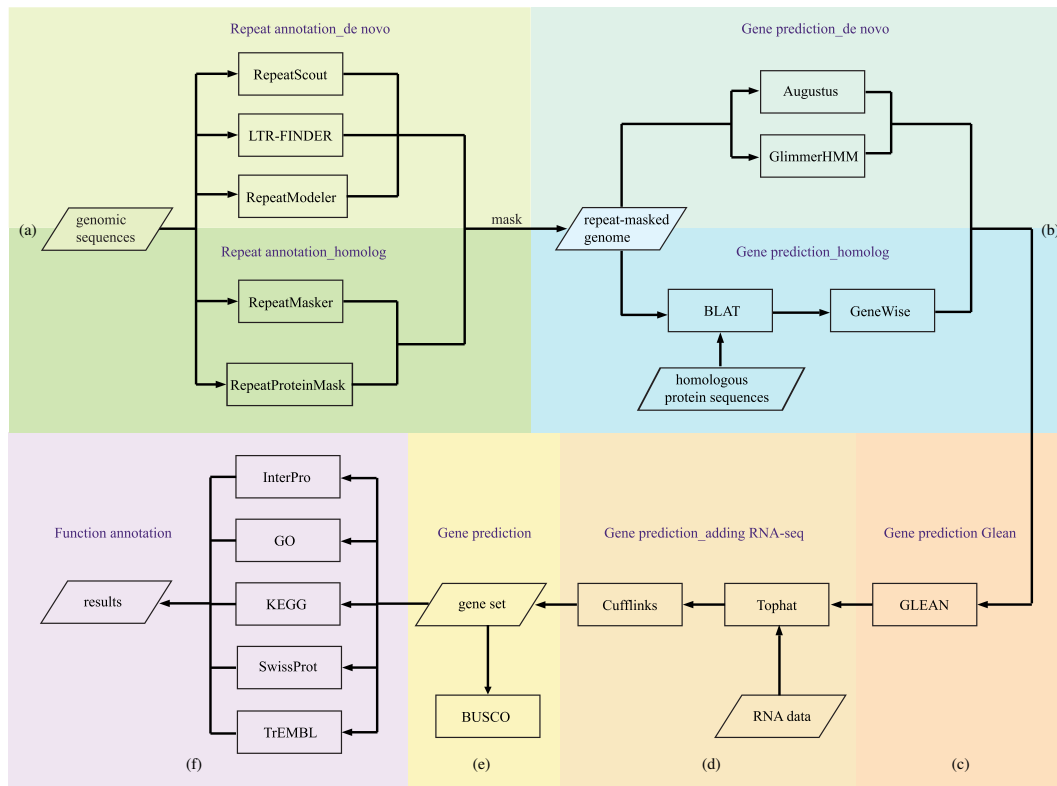 Repeat annotation_de novo
RepeatScout
LTR-FINDER
RepeatModeler
(a)
genomic
sequences
mask
Repeat annotation_homolog
RepeatMasker
RepeatProteinMask
Gene prediction_de novo
Augustus
GlimmerHMM
repeat-masked
genome
(b)
Gene prediction_homolog
BLAT
GeneWise
homologous
protein sequences
Gene prediction Glean
GLEAN
(c)
Gene prediction_adding RNA-seq
Cufflinks
Tophat
RNA data
(d)
Gene prediction
gene set
BUSCO
(e)
Function annotation
InterPro
GO
KEGG
SwissProt
TrEMBL
results
(f)